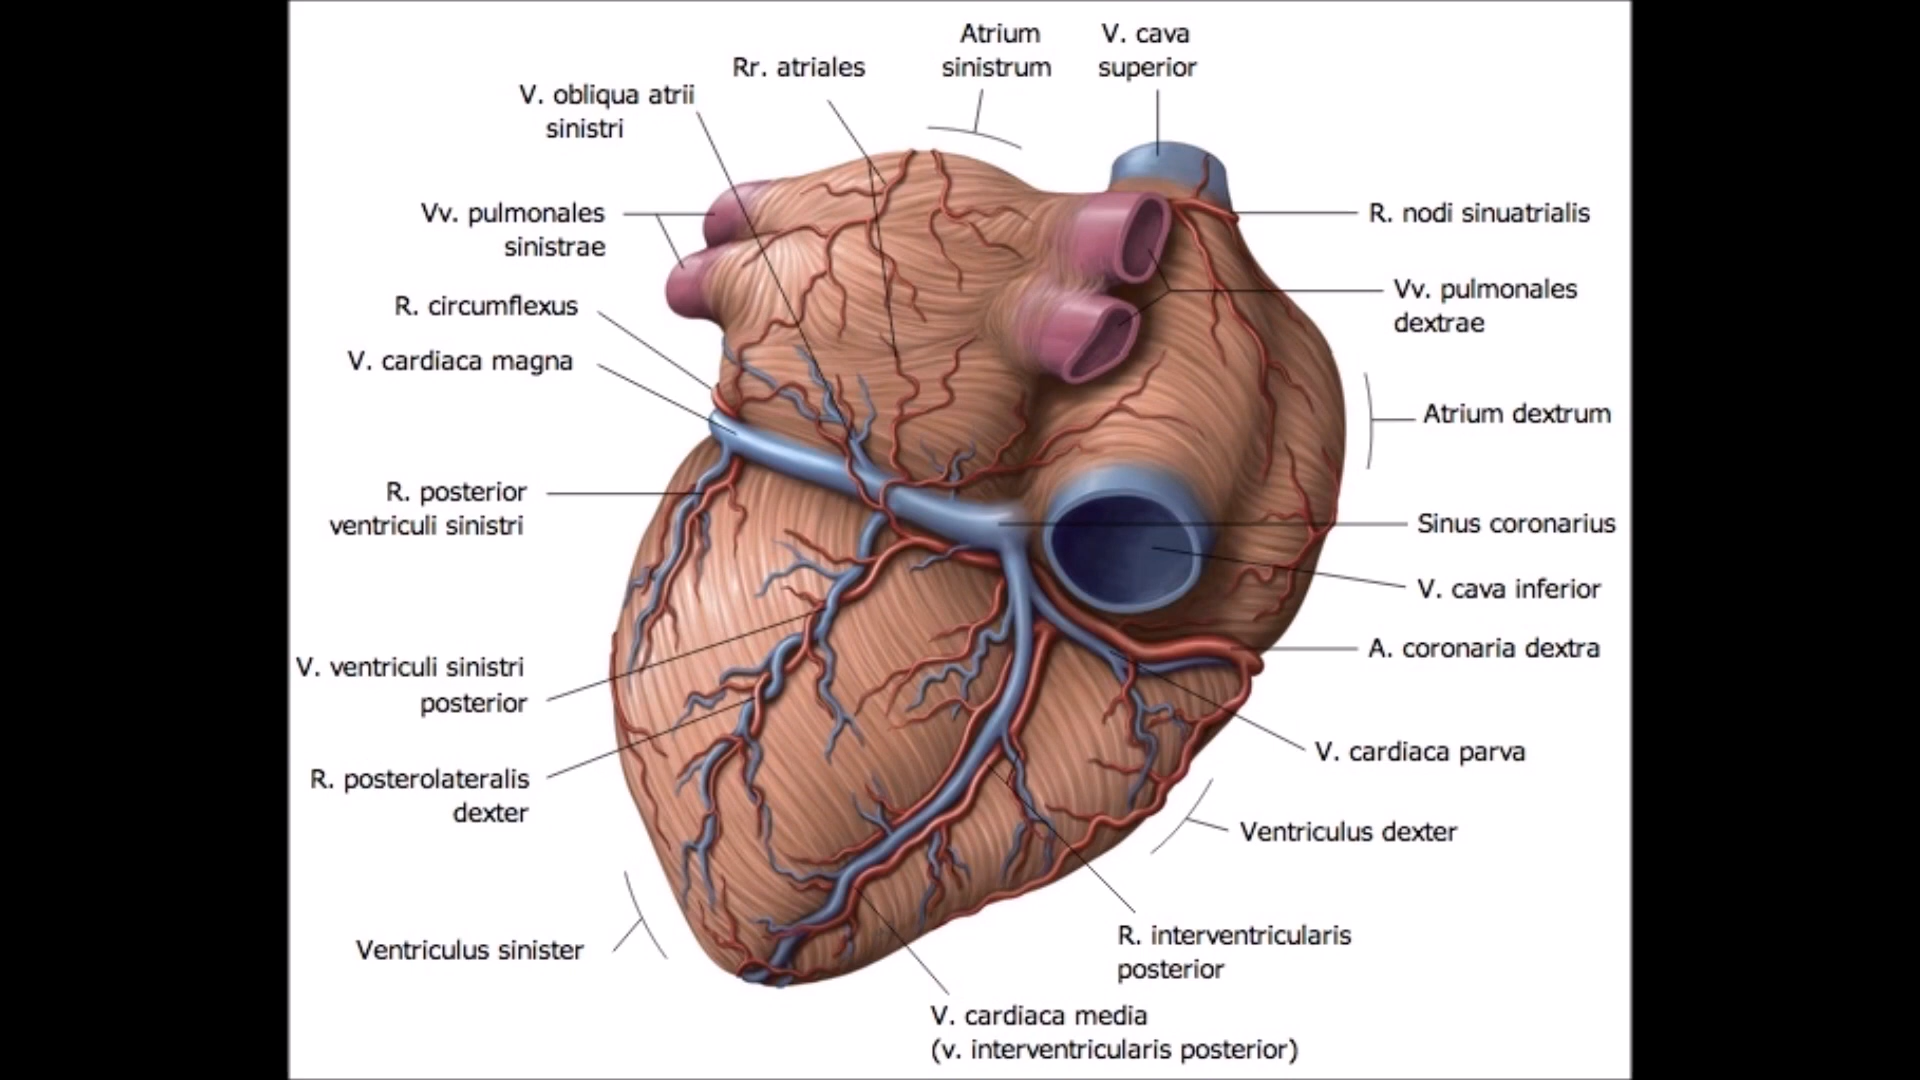 Atrium
sinistrum
V. cava
superior
Rr. atriales
V. obliqua atrii
sinistri
Vv. pulmonales
sinistrae
R. circumflexus
V. cardiaca magna
R. posterior
ventriculi sinistri
V. ventriculi sinistri
posterior
R. posterolateralis
dexter
Ventriculus sinister
R. nodi sinuatrialis
Vv. pulmonales
dextrae
Atrium dextrum
Sinus coronarius
V. cava inferior
A. coronaria dextra
V. cardiaca parva
Ventriculus dexter
R. interventricularis
posterior
V. cardiaca media
(v. interventricularis posterior)